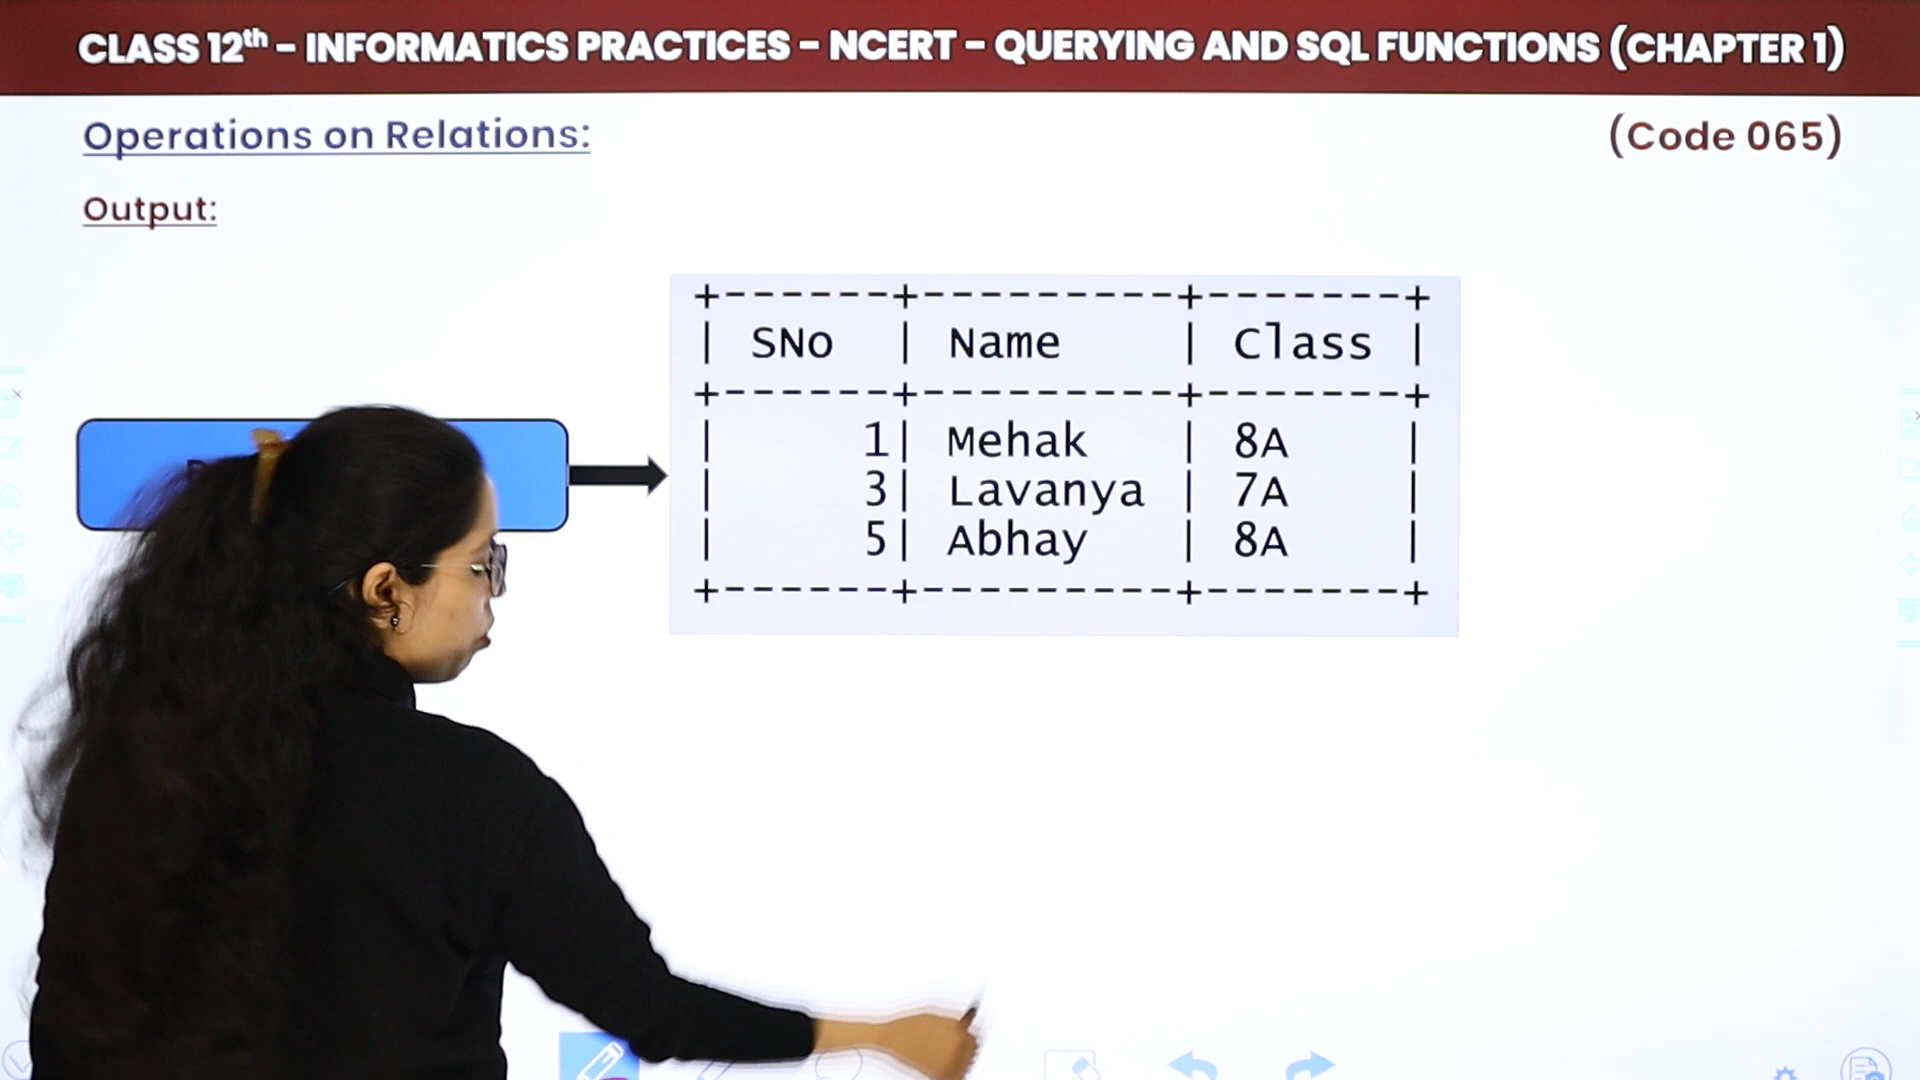 CLASS 12th - INFORMATICS PRACTICES - NCERT - QUERYING AND SQL FUNCTIONS (CHAPTER 1)
Operations on Relations:
(Code 065)
Output:
+------+---------+-------+
| SNo | Name | Class |
+------+---------+-------+
| 1| Mehak | 8A |
| 3| Lavanya | 7A |
| 5| Abhay | 8A |
+------+---------+-------+